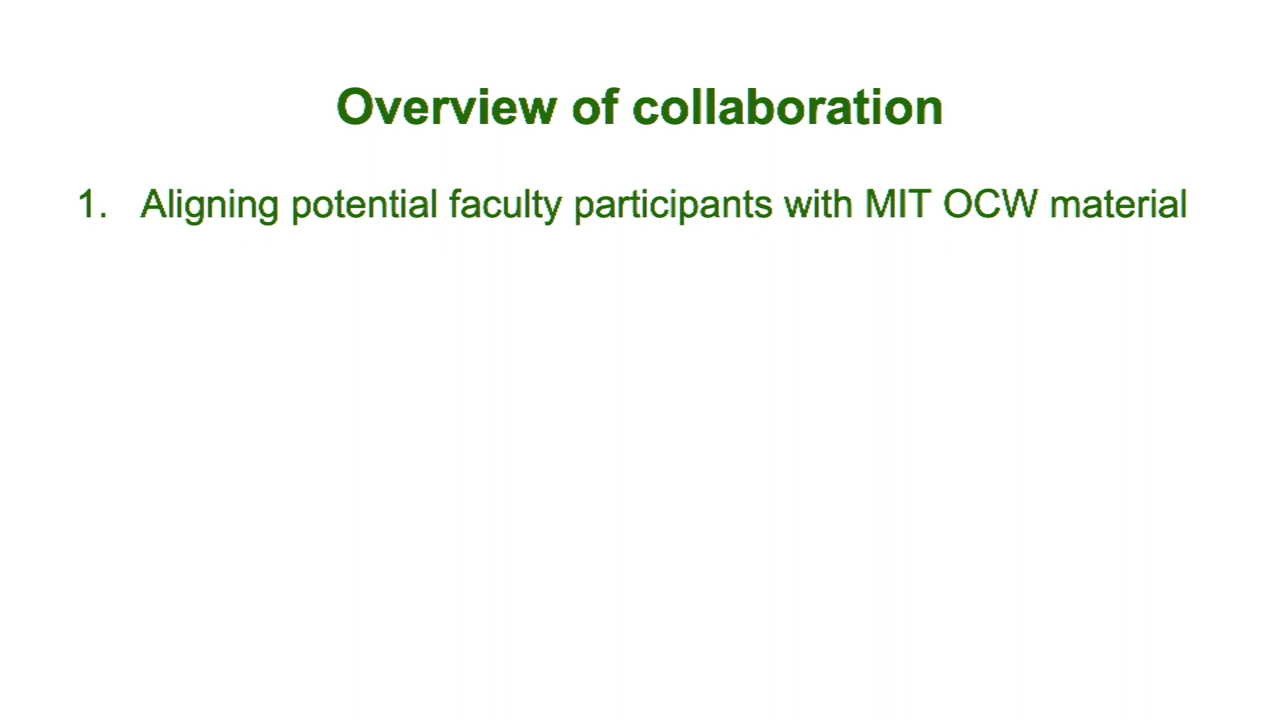 Overview of collaboration
1. Aligning potential faculty participants with MIT OCW material